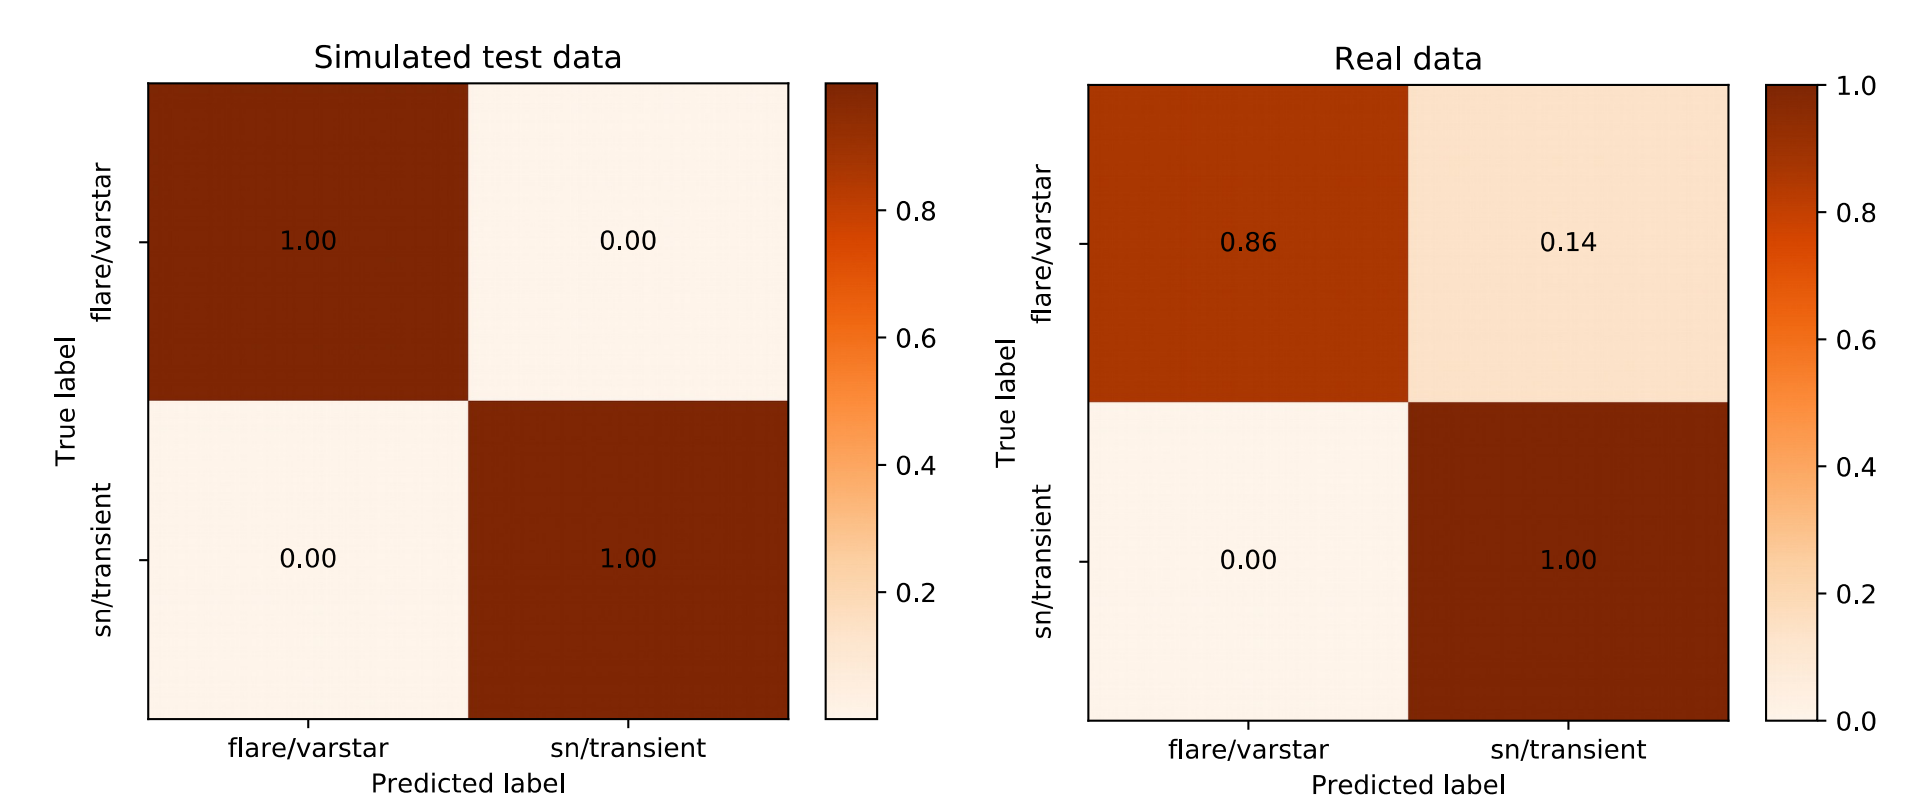 Simulated test data
True label
flare/varstar
sn/transient
1.00
0.00
0.00
1.00
flare/varstar
sn/transient
Predicted label
0.8
0.6
0.4
0.2
Real data
True label
flare/varstar
sn/transient
0.86
0.14
0.00
1.00
flare/varstar
sn/transient
Predicted label
1.0
0.8
0.6
0.4
0.2
0.0